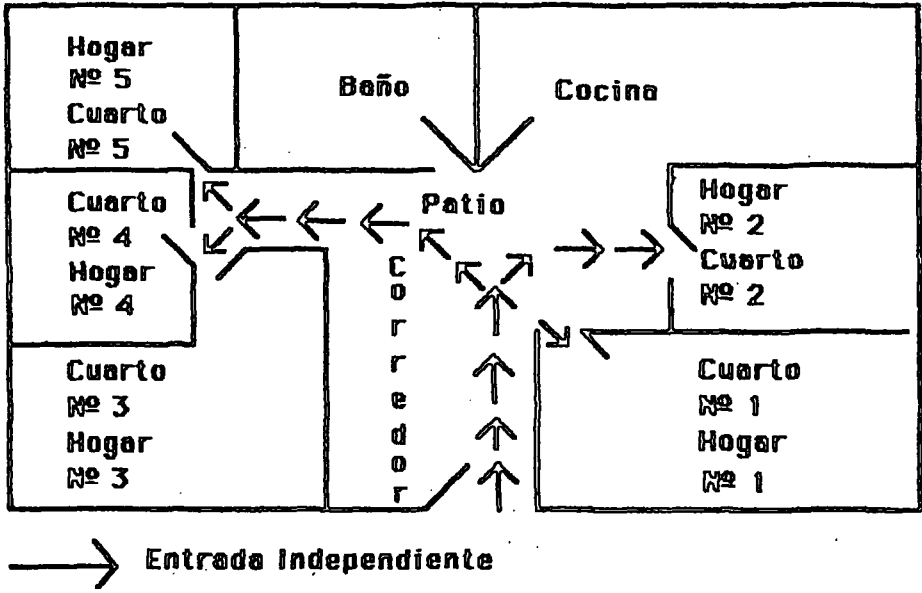 Hogar
Nº 5
Cuarto
Nº 5
Baño
Cocina
Cuarto
Nº 4
Hogar
Nº 4
Patio
Hogar
Nº 2
Cuarto
Nº 2
Corredor
Cuarto
Nº 3
Hogar
Nº 3
Cuarto
Nº 1
Hogar
Nº 1
Entrada Independiente